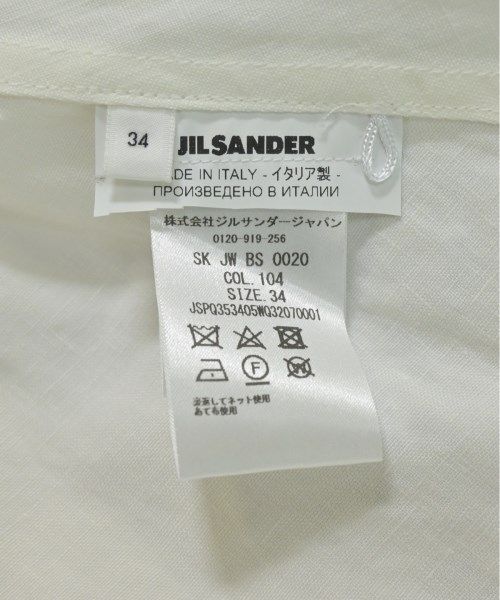 34
JIL SANDER
ADE IN ITALY - イタリア製 -
ПРОИЗВЕДЕНО В ИТАЛИИ
株式会社ジルサンダージャパン
0120-919-256
SK JW BS 0020
COL. 104
SIZE. 34
JSPQ353405WQ32070001
F
W
裏返してネット使用
あて布使用